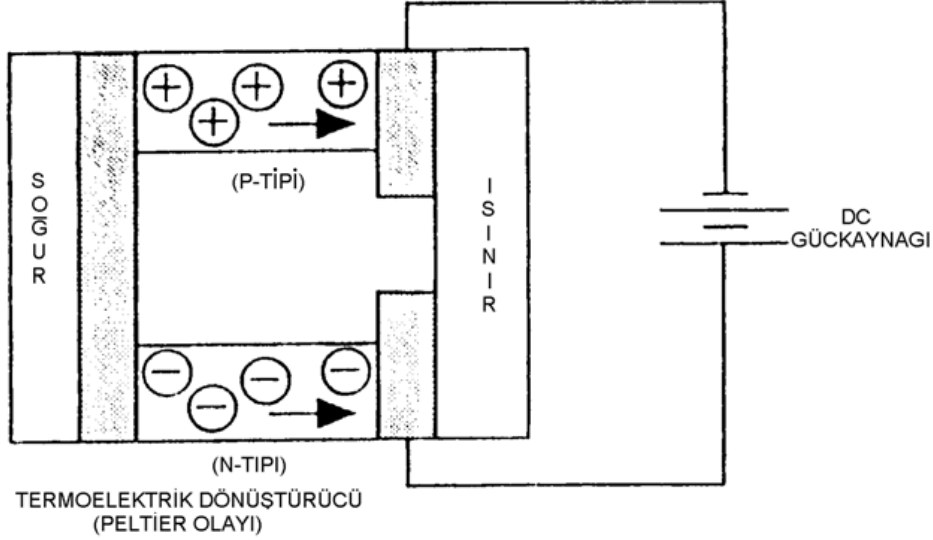 SOĞUR
(P-TİPİ)
ISINIR
DC
GÜCKAYNAGI
(N-TIPI)
TERMOELEKTRİK DÖNÜŞTÜRÜCÜ
(PELTİER OLAYI)